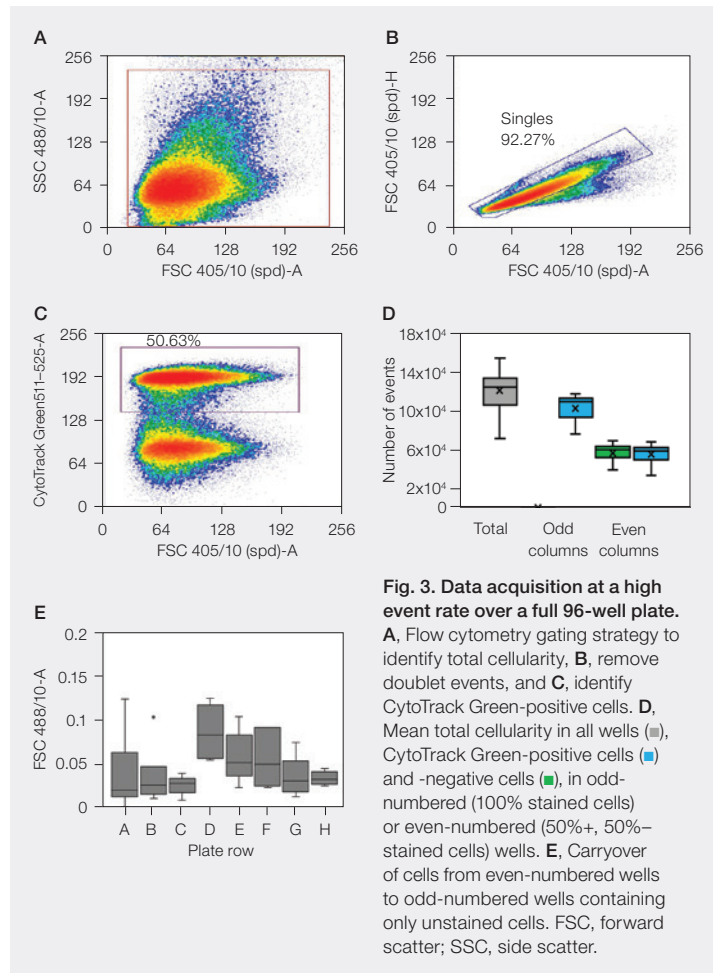 A
256
192
128
64
0
SSC 488/10-A
0 64 128 192 256
FSC 405/10 (spd)-A
B
256
192
128
64
0
FSC 405/10 (spd)-H
Singles
92.27%
0 64 128 192 256
FSC 405/10 (spd)-A
C
256
192
128
64
0
CytoTrack Green511–525-A
50.63%
0 64 128 192 256
FSC 405/10 (spd)-A
D
18x10⁴
14x10⁴
10x10⁴
6x10⁴
2x10⁴
0
Number of events
Total Odd Even
columns columns
E
0.2
0.15
0.1
0.05
0
FSC 488/10-A
A B C D E F G H
Plate row
Fig. 3. Data acquisition at a high
event rate over a full 96-well plate.
A, Flow cytometry gating strategy to
identify total cellularity, B, remove
doublet events, and C, identify
CytoTrack Green-positive cells. D,
Mean total cellularity in all wells (■),
CytoTrack Green-positive cells (■)
and -negative cells (■), in odd-
numbered (100% stained cells)
or even-numbered (50%+, 50%–
stained cells) wells. E, Carryover
of cells from even-numbered wells
to odd-numbered wells containing
only unstained cells. FSC, forward
scatter; SSC, side scatter.